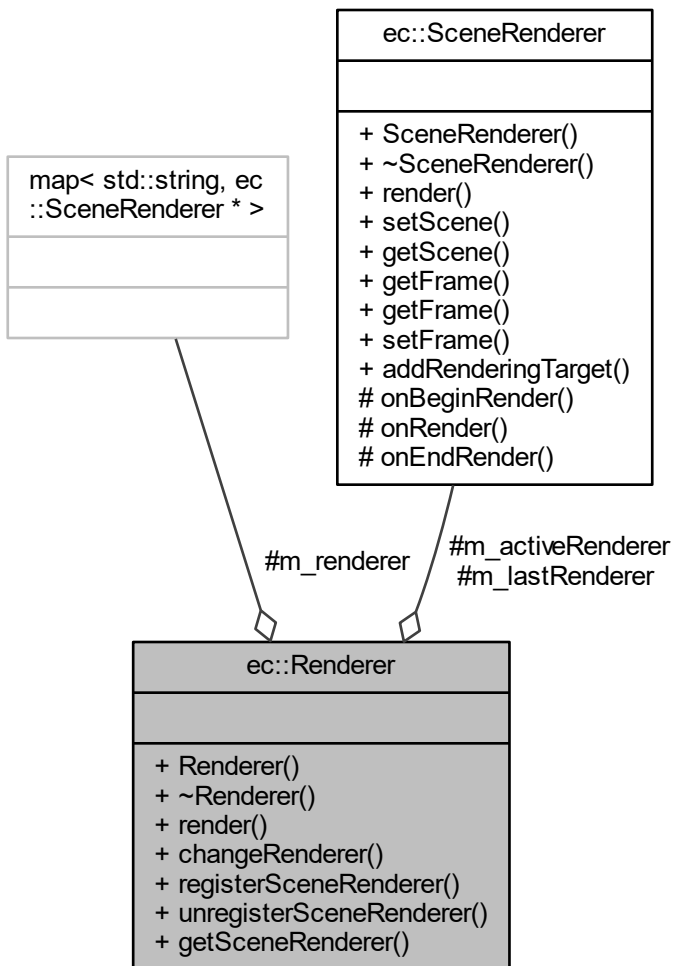 ec::SceneRenderer
+ SceneRenderer()
+ ~SceneRenderer()
+ render()
+ setScene()
+ getScene()
+ getFrame()
+ getFrame()
+ setFrame()
+ addRenderingTarget()
# onBeginRender()
# onRender()
# onEndRender()
map< std::string, ec
::SceneRenderer * >
#m_renderer
#m_activeRenderer
#m_lastRenderer
ec::Renderer
+ Renderer()
+ ~Renderer()
+ render()
+ changeRenderer()
+ registerSceneRenderer()
+ unregisterSceneRenderer()
+ getSceneRenderer()